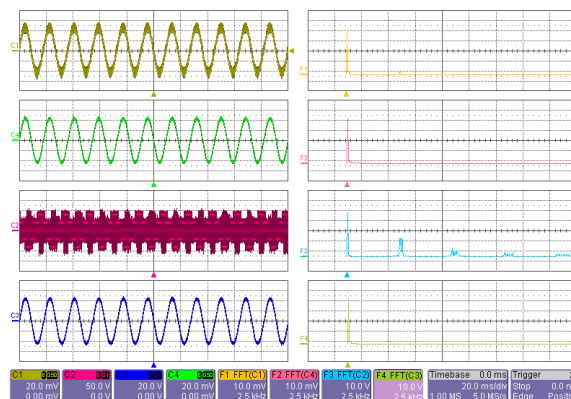 C1
F1
C4
F2
C2
F3
C3
F4
C1 C2 C3 C4 F1 FFT(C1) F2 FFT(C4) F3 FFT(C2) F4 FFT(C3) Timebase 0.0 ms Trigger
20.0 mV 50.0 V 20.0 V 20.0 mV 10.0 mV 10.0 mV 10.0 V 10.0 V 20.0 ms/div Stop 0.0 m
0.00 mV 0.0 V 0.00 V 0.00 mV 2.5 kHz 2.5 kHz 2.5 kHz 2.5 kHz 1.00 MS 5.0 MS/s Edge Positi